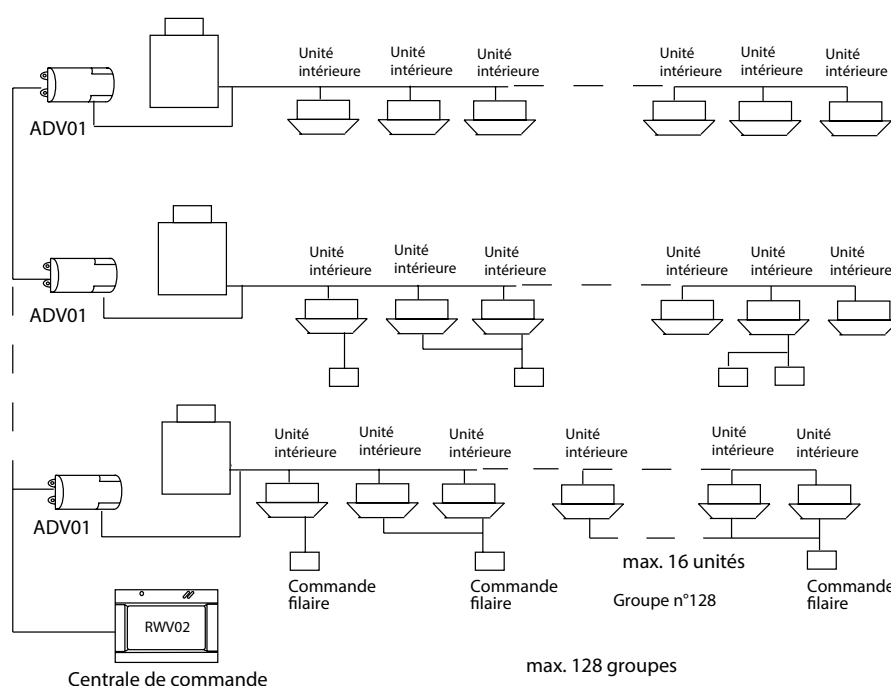 Unité
intérieure
Unité
intérieure
Unité
intérieure
Unité
intérieure
Unité
intérieure
Unité
intérieure
ADV01
Unité
intérieure
Unité
intérieure
Unité
intérieure
Unité
intérieure
Unité
intérieure
Unité
intérieure
ADV01
Unité
intérieure
Unité
intérieure
Unité
intérieure
Unité
intérieure
Unité
intérieure
Unité
intérieure
ADV01
max. 16 unités
Commande
filaire
Commande
filaire
Commande
filaire
Groupe n°128
RWV02
Centrale de commande
max. 128 groupes